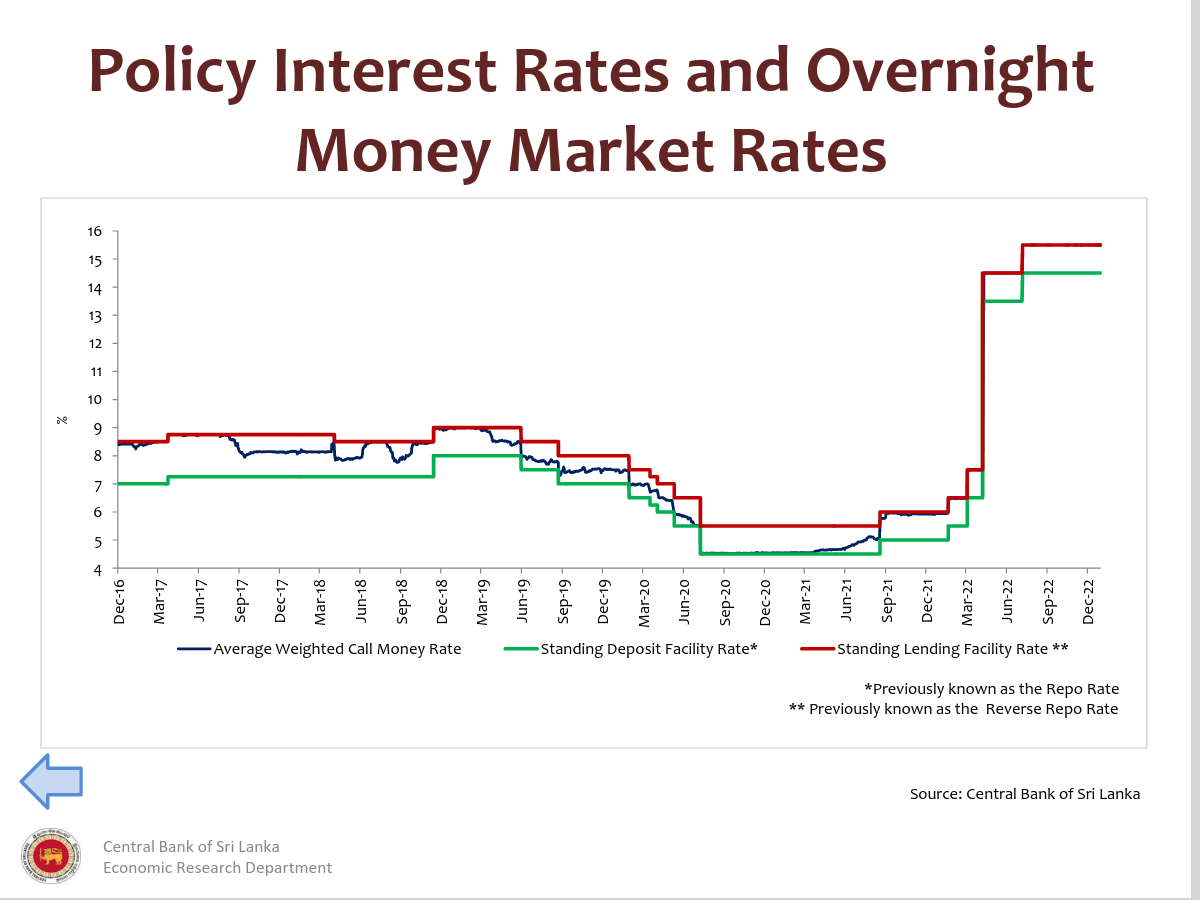 Policy Interest Rates and Overnight
Money Market Rates
16
15
14
13
12
11
10
9
8
7
6
5
4
%
Dec-16
Mar-17
Jun-17
Sep-17
Dec-17
Mar-18
Jun-18
Sep-18
Dec-18
Mar-19
Jun-19
Sep-19
Dec-19
Mar-20
Jun-20
Sep-20
Dec-20
Mar-21
Jun-21
Sep-21
Dec-21
Mar-22
Jun-22
Sep-22
Dec-22
Average Weighted Call Money Rate
Standing Deposit Facility Rate*
Standing Lending Facility Rate **
*Previously known as the Repo Rate
** Previously known as the Reverse Repo Rate
Source: Central Bank of Sri Lanka
Central Bank of Sri Lanka
Economic Research Department